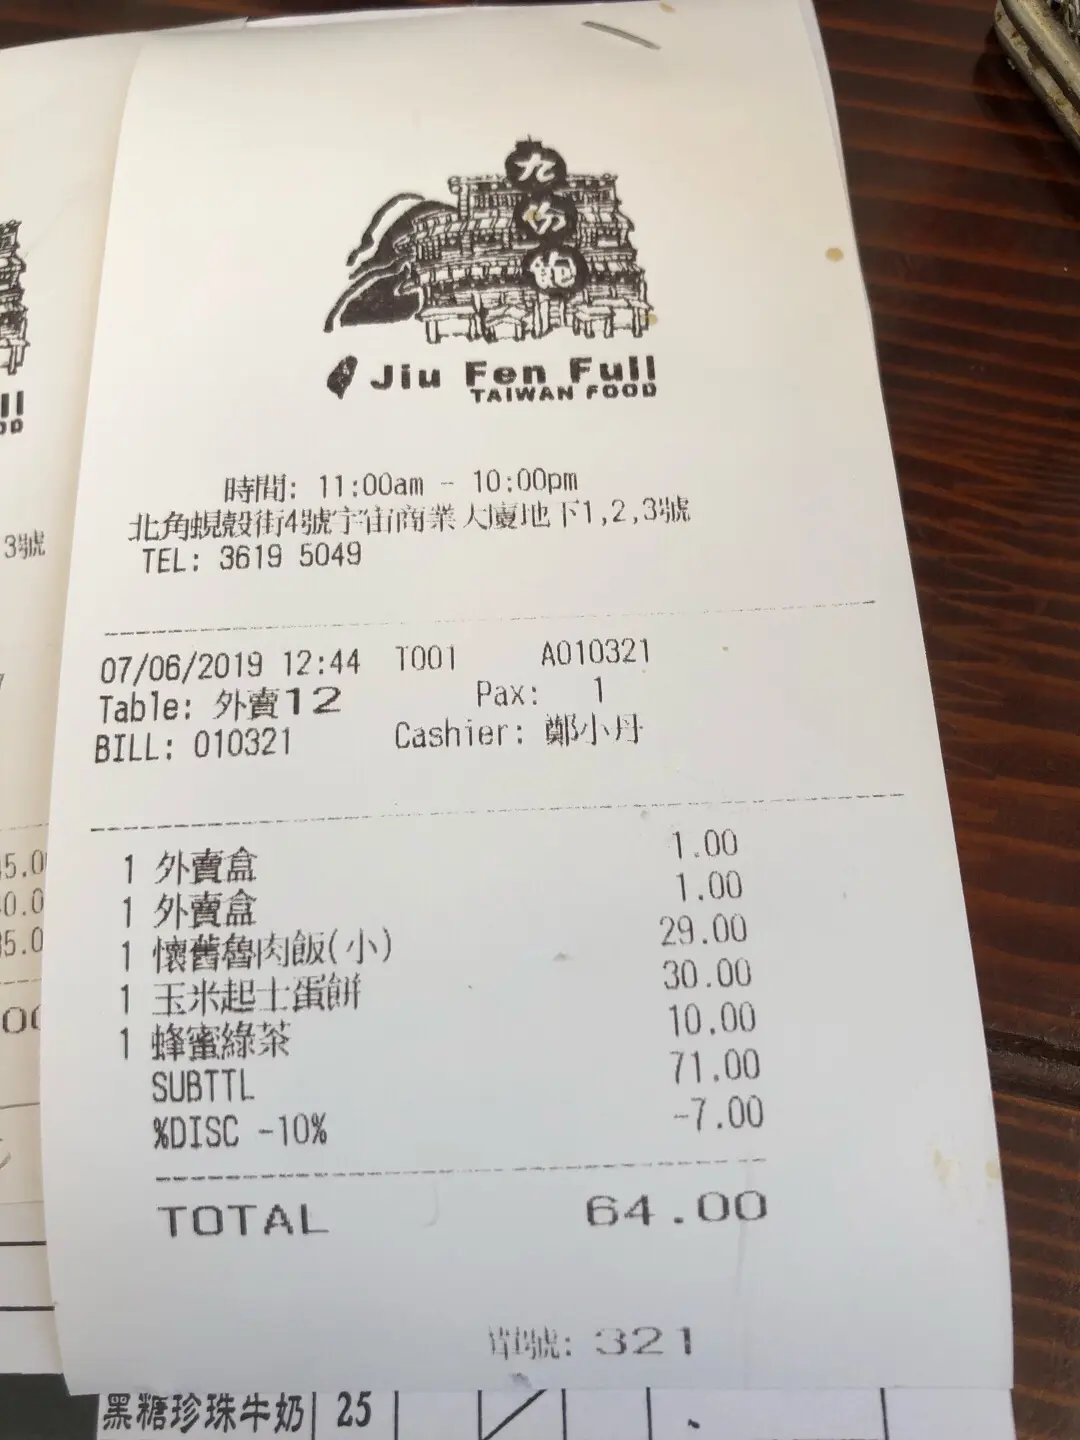 九
份
飽
Jiu Fen Full
TAIWAN FOOD
時間: 11:00am - 10:00pm
北角蜆殼街4號宇宙商業大廈地下1,2,3號
TEL: 3619 5049
07/06/2019 12:44 T001 A010321
Table: 外賣12 Pax: 1
BILL: 010321 Cashier: 鄭小丹
1 外賣盒 1.00
1 外賣盒 1.00
1 懷舊魯肉飯(小) 29.00
1 玉米起士蛋餅 30.00
1 蜂蜜綠茶 10.00
SUBTTL 71.00
%DISC -10% -7.00
TOTAL 64.00
單號: 321
黑糖珍珠牛奶 25
3號